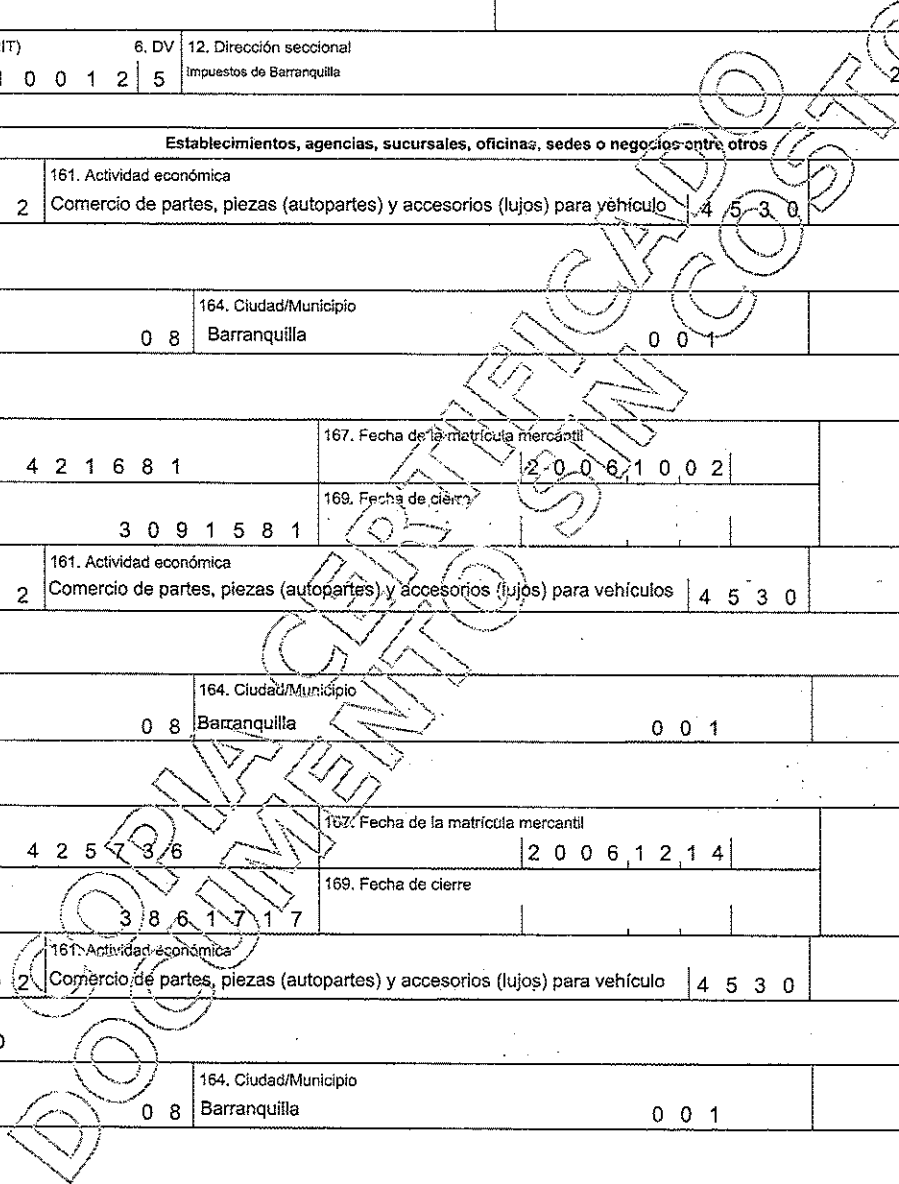 IT) 6. DV 12. Dirección seccional
0 0 1 2 5 Impuestos de Barranquilla 2
Establecimientos, agencias, sucursales, oficinas, sedes o negocios entre otros
161. Actividad económica
2 Comercio de partes, piezas (autopartes) y accesorios (lujos) para vehículo 4 5 3 0
164. Ciudad/Municipio
0 8 Barranquilla 0 0 1
167. Fecha de la matrícula mercantil
4 2 1 6 8 1 2 0 0 6 1 0 0 2
169. Fecha de cierre
3 0 9 1 5 8 1
161. Actividad económica
2 Comercio de partes, piezas (autopartes) y accesorios (lujos) para vehículos 4 5 3 0
164. Ciudad/Municipio
0 8 Barranquilla 0 0 1
167. Fecha de la matrícula mercantil
4 2 5 7 3 6 2 0 0 6 1 2 1 4
169. Fecha de cierre
3 8 6 1 7 1 7
161. Actividad económica
2 Comercio de partes, piezas (autopartes) y accesorios (lujos) para vehículo 4 5 3 0
164. Ciudad/Municipio
0 8 Barranquilla 0 0 1
COPIA CERTIFICADO
DOCUMENTO SIN COSTO